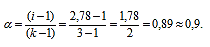 α = (i-1)/(k-1) = 2,78-1/3-1 = 1,78/2 = 0,89 ≈ 0,9.